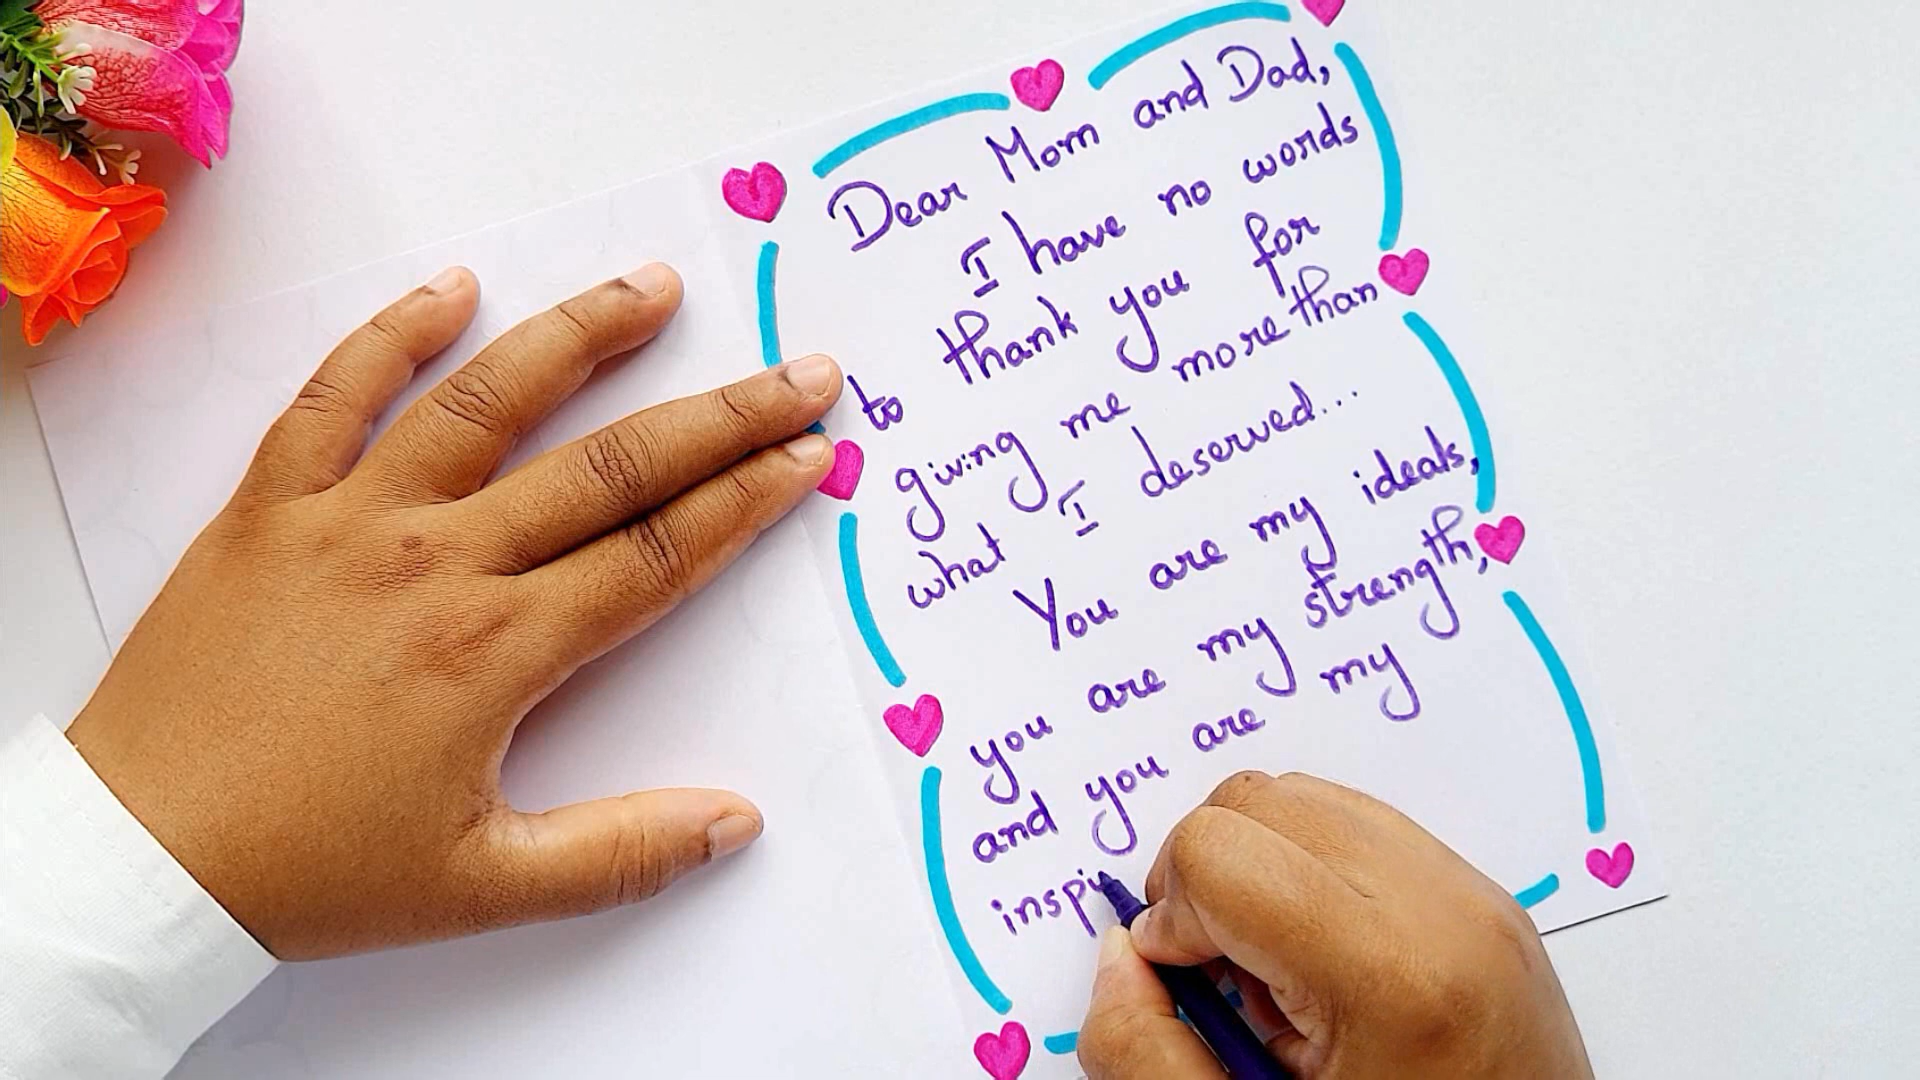 Dear Mom and Dad,
I have no words
to thank you for
giving me more than
what I deserved...
You are my ideals,
you are my strength,
and you are my
inspi